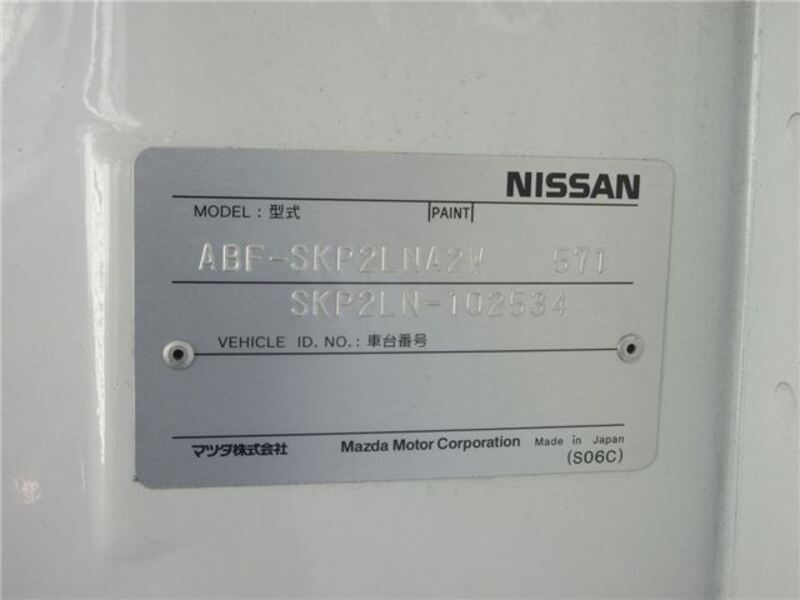 NISSAN
MODEL : 型式 PAINT
ABF-SKP2LNA2W 571
SKP2LN-102534
VEHICLE ID. NO. : 車台番号
マツダ株式会社 Mazda Motor Corporation Made in Japan
(S06C)